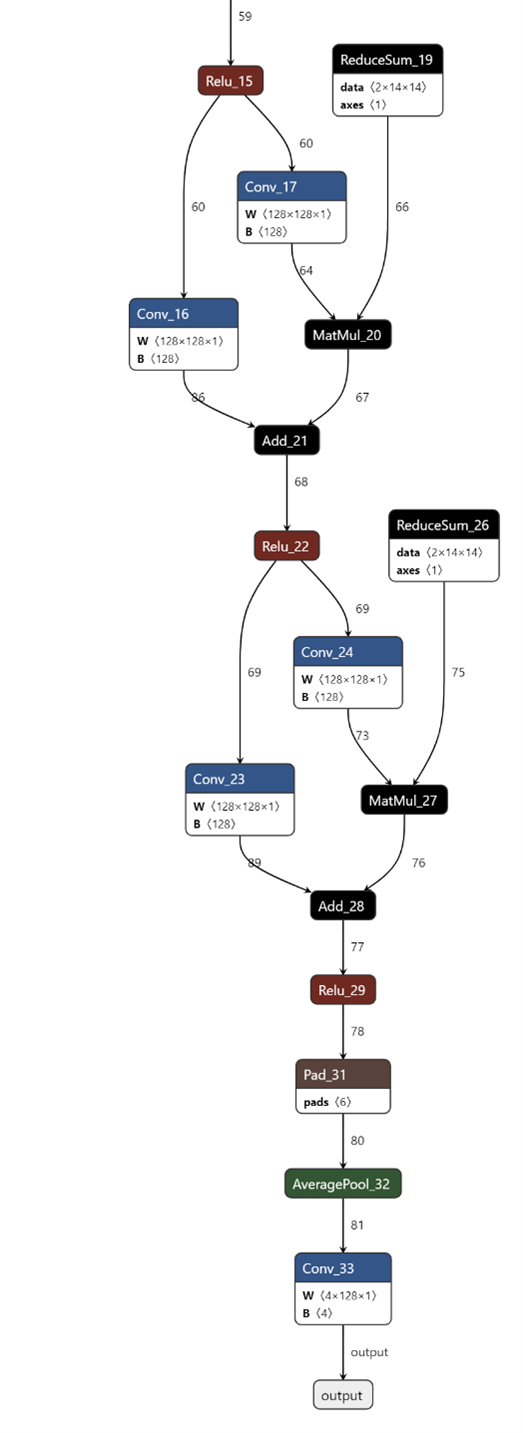 59
Relu_15
ReduceSum_19
data ⟨2×14×14⟩
axes ⟨1⟩
60
Conv_17
W ⟨128×128×1⟩
B ⟨128⟩
60
66
64
Conv_16
W ⟨128×128×1⟩
B ⟨128⟩
MatMul_20
86
67
Add_21
68
ReduceSum_26
data ⟨2×14×14⟩
axes ⟨1⟩
Relu_22
69
Conv_24
W ⟨128×128×1⟩
B ⟨128⟩
69
75
73
Conv_23
W ⟨128×128×1⟩
B ⟨128⟩
MatMul_27
89
76
Add_28
77
Relu_29
78
Pad_31
pads ⟨6⟩
80
AveragePool_32
81
Conv_33
W ⟨4×128×1⟩
B ⟨4⟩
output
output